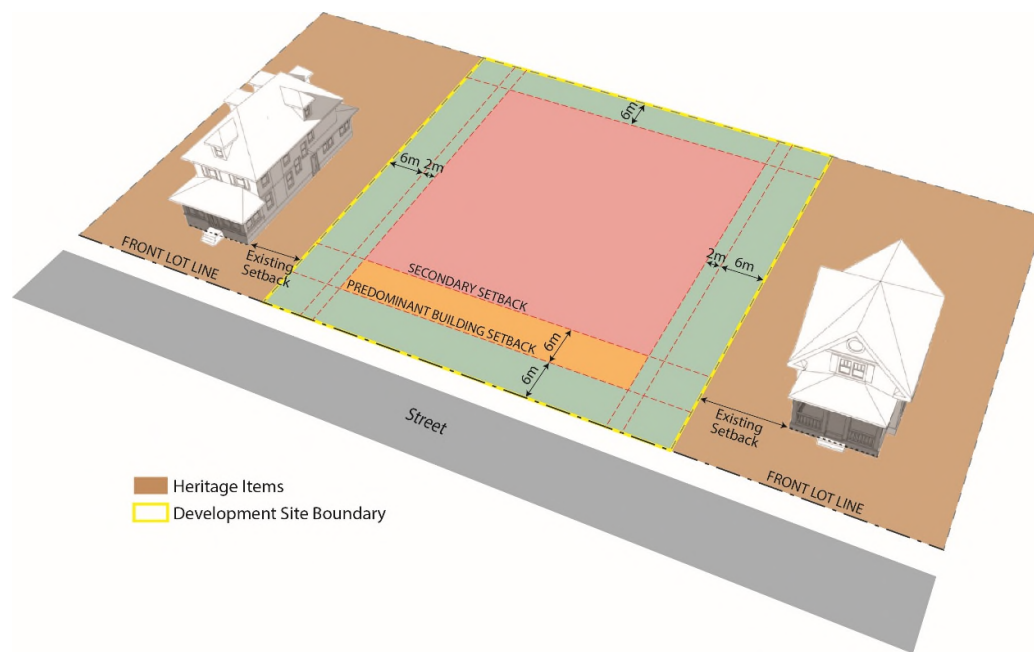 6m
6m 2m
2m 6m
FRONT LOT LINE
Existing
Setback
SECONDARY SETBACK
PREDOMINANT BUILDING SETBACK
6m
6m
Street
Existing
Setback
FRONT LOT LINE
Heritage Items
Development Site Boundary